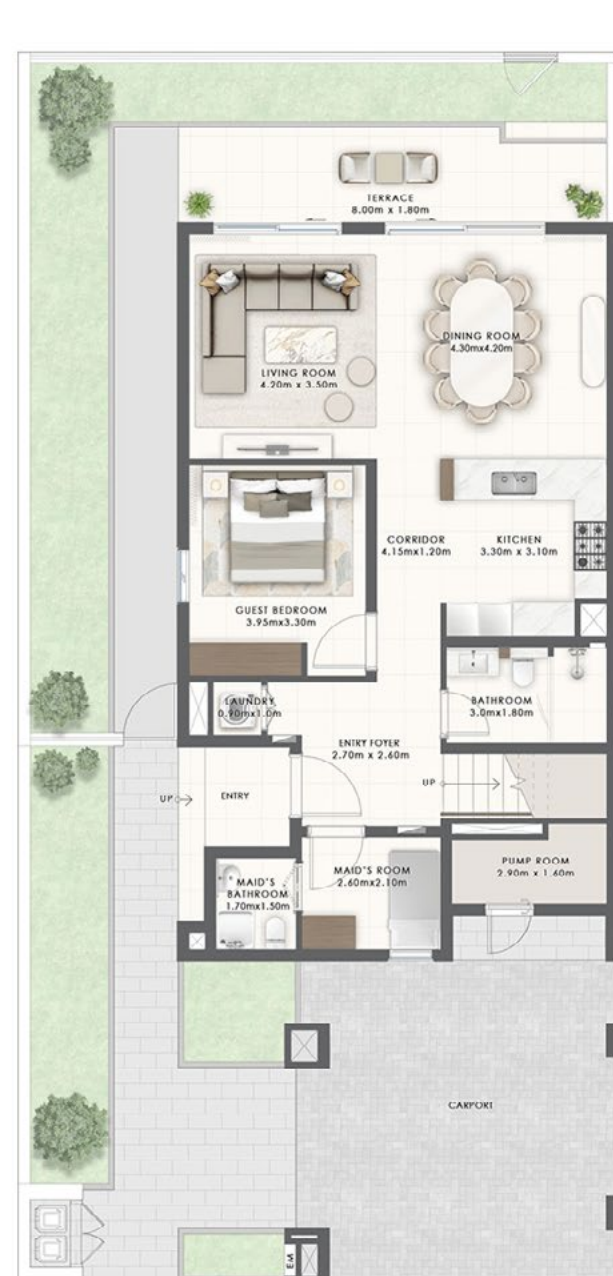 TERRACE
8.00m x 1.80m
DINING ROOM
4.30mx4.20m
LIVING ROOM
4.20m x 3.50m
CORRIDOR
4.15mx1.20m
KITCHEN
3.30m x 3.10m
GUEST BEDROOM
3.95mx3.30m
LAUNDRY
0.90mx1.0m
BATHROOM
3.0mx1.80m
ENTRY FOYER
2.70m x 2.60m
UP
UP
ENTRY
MAID'S ROOM
2.60mx2.10m
PUMP ROOM
2.90m x 1.60m
MAID'S
BATHROOM
1.70mx1.50m
CARPORT
EM